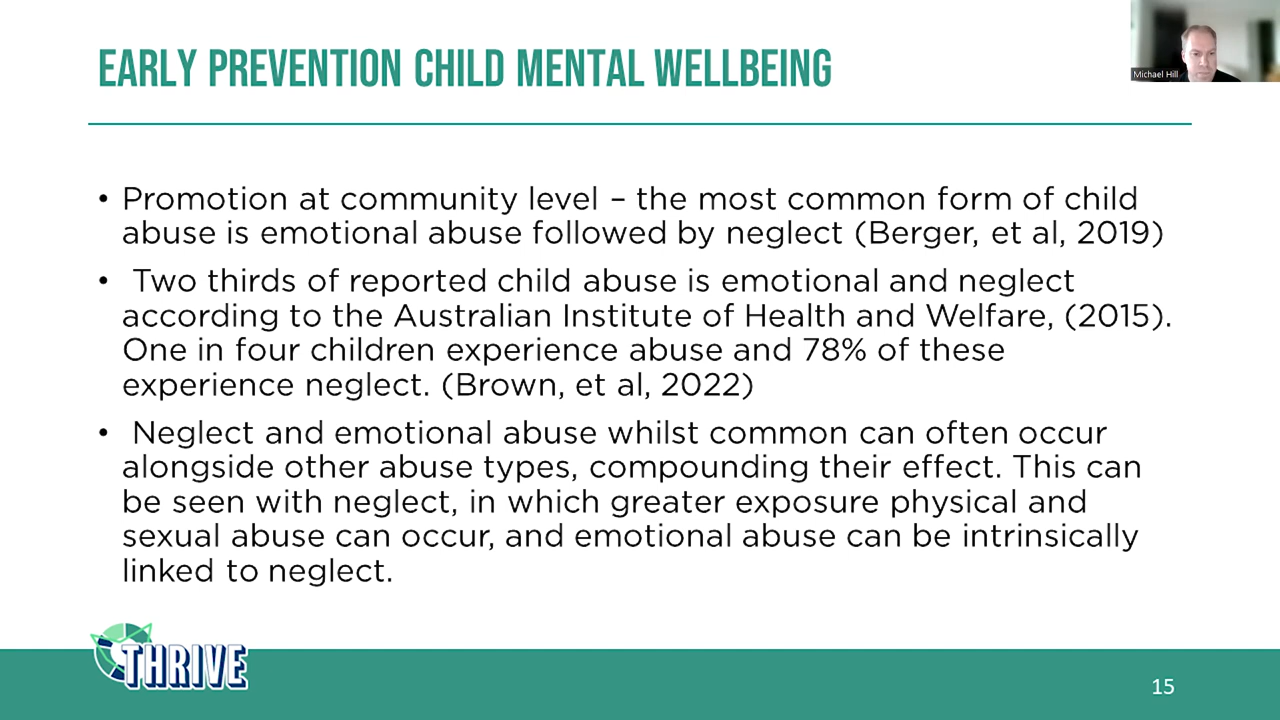 EARLY PREVENTION CHILD MENTAL WELLBEING
Michael Hill
• Promotion at community level – the most common form of child
abuse is emotional abuse followed by neglect (Berger, et al, 2019)
• Two thirds of reported child abuse is emotional and neglect
according to the Australian Institute of Health and Welfare, (2015).
One in four children experience abuse and 78% of these
experience neglect. (Brown, et al, 2022)
• Neglect and emotional abuse whilst common can often occur
alongside other abuse types, compounding their effect. This can
be seen with neglect, in which greater exposure physical and
sexual abuse can occur, and emotional abuse can be intrinsically
linked to neglect.
THRIVE
15